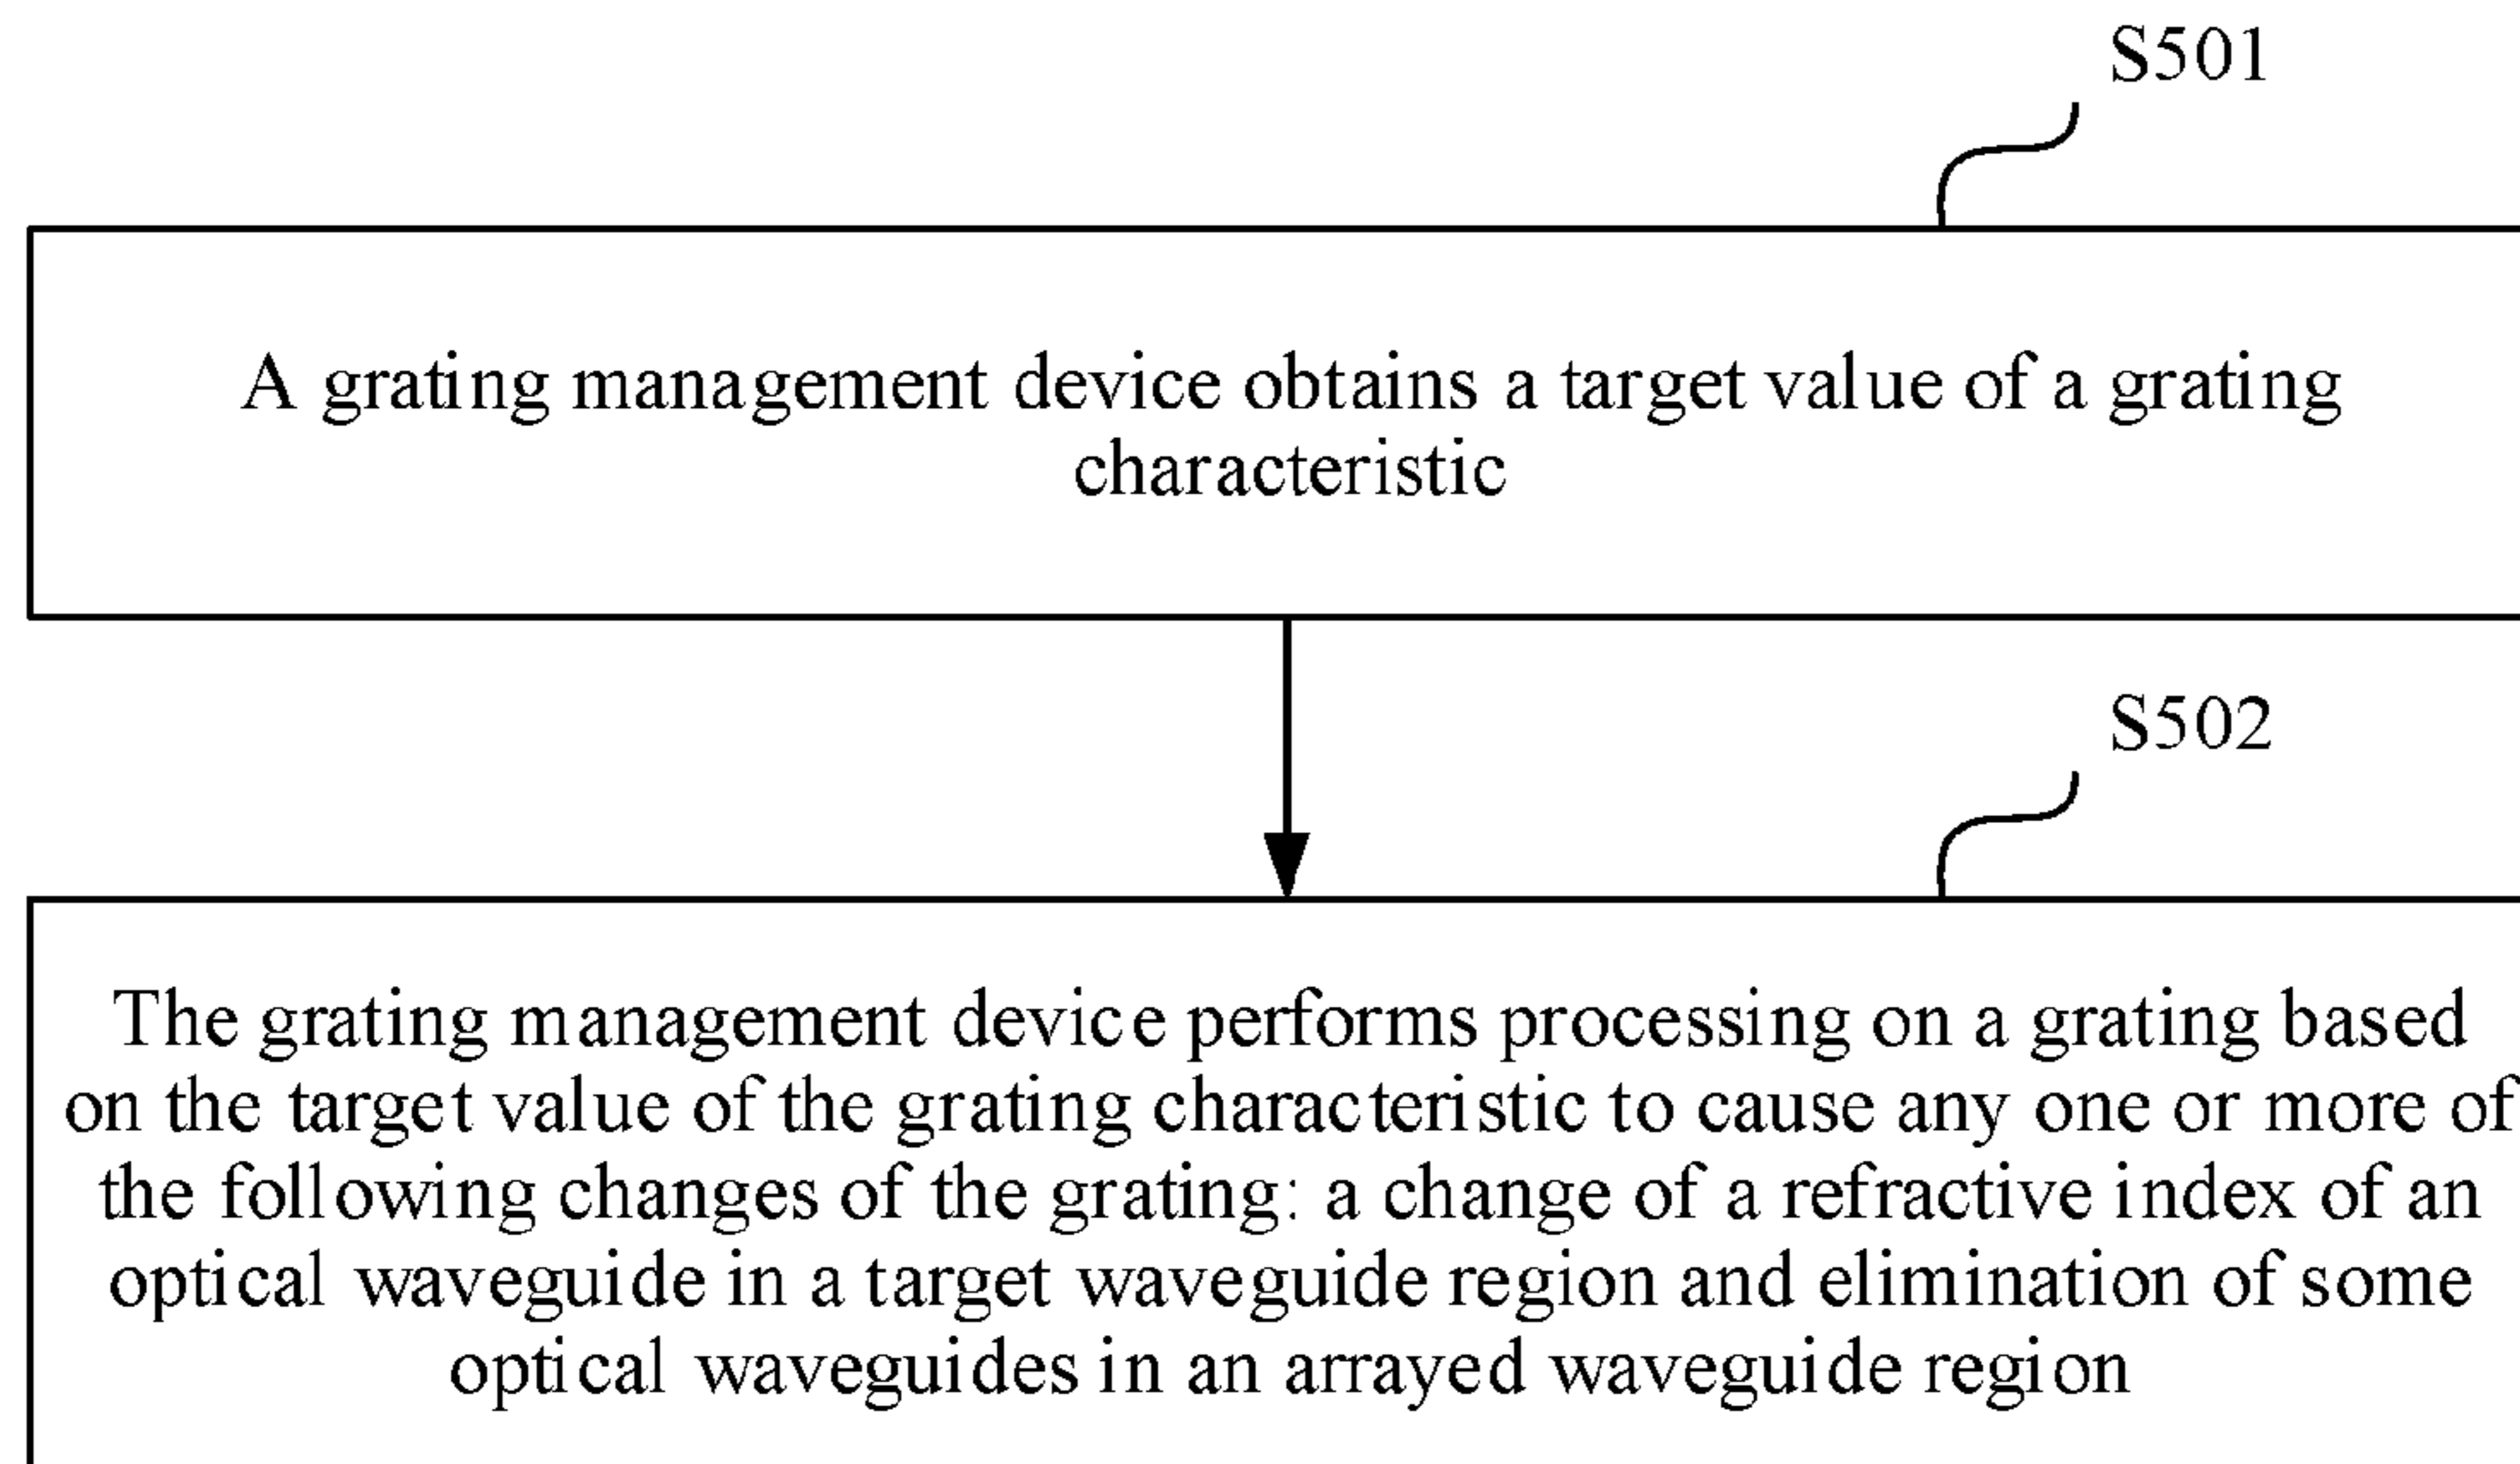 S501
A grating management device obtains a target value of a grating
characteristic
S502
The grating management device performs processing on a grating based
on the target value of the grating characteristic to cause any one or more of
the following changes of the grating: a change of a refractive index of an
optical waveguide in a target waveguide region and elimination of some
optical waveguides in an arrayed waveguide region